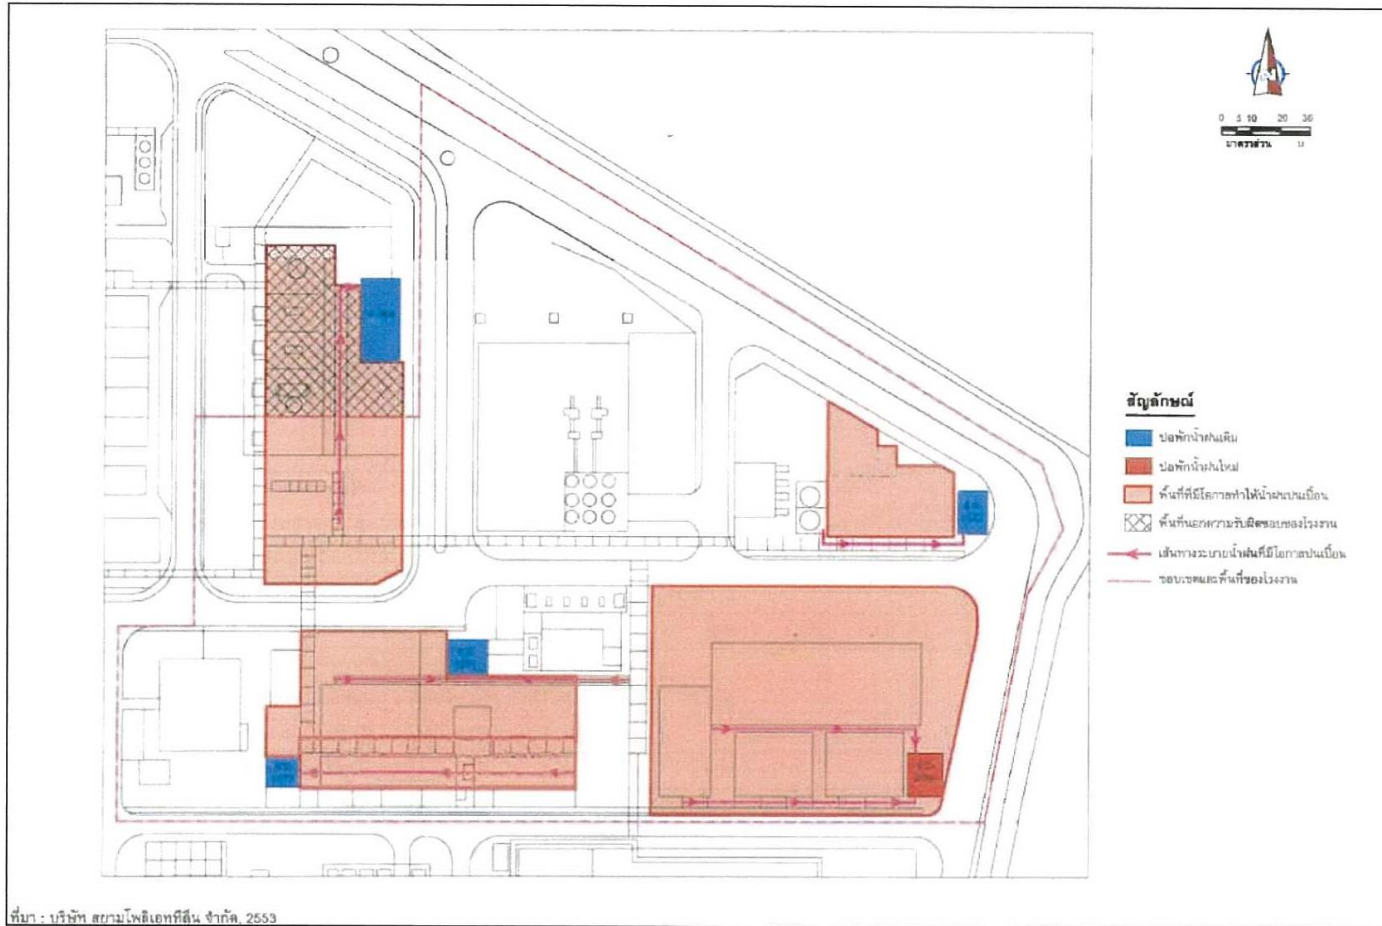 0 5 10 20 30
มาตราส่วน ม
สัญลักษณ์
บ่อพักน้ำฝนเดิม
บ่อพักน้ำฝนใหม่
พื้นที่ที่มีโอกาสทำให้น้ำฝนปนเปื้อน
พื้นที่นอกความรับผิดชอบของโรงงาน
เส้นทางระบายน้ำฝนที่มีโอกาสปนเปื้อน
ขอบเขตและพื้นที่ของโรงงาน
ที่มา : บริษัท สยามโพลิเอททีลีน จำกัด, 2553